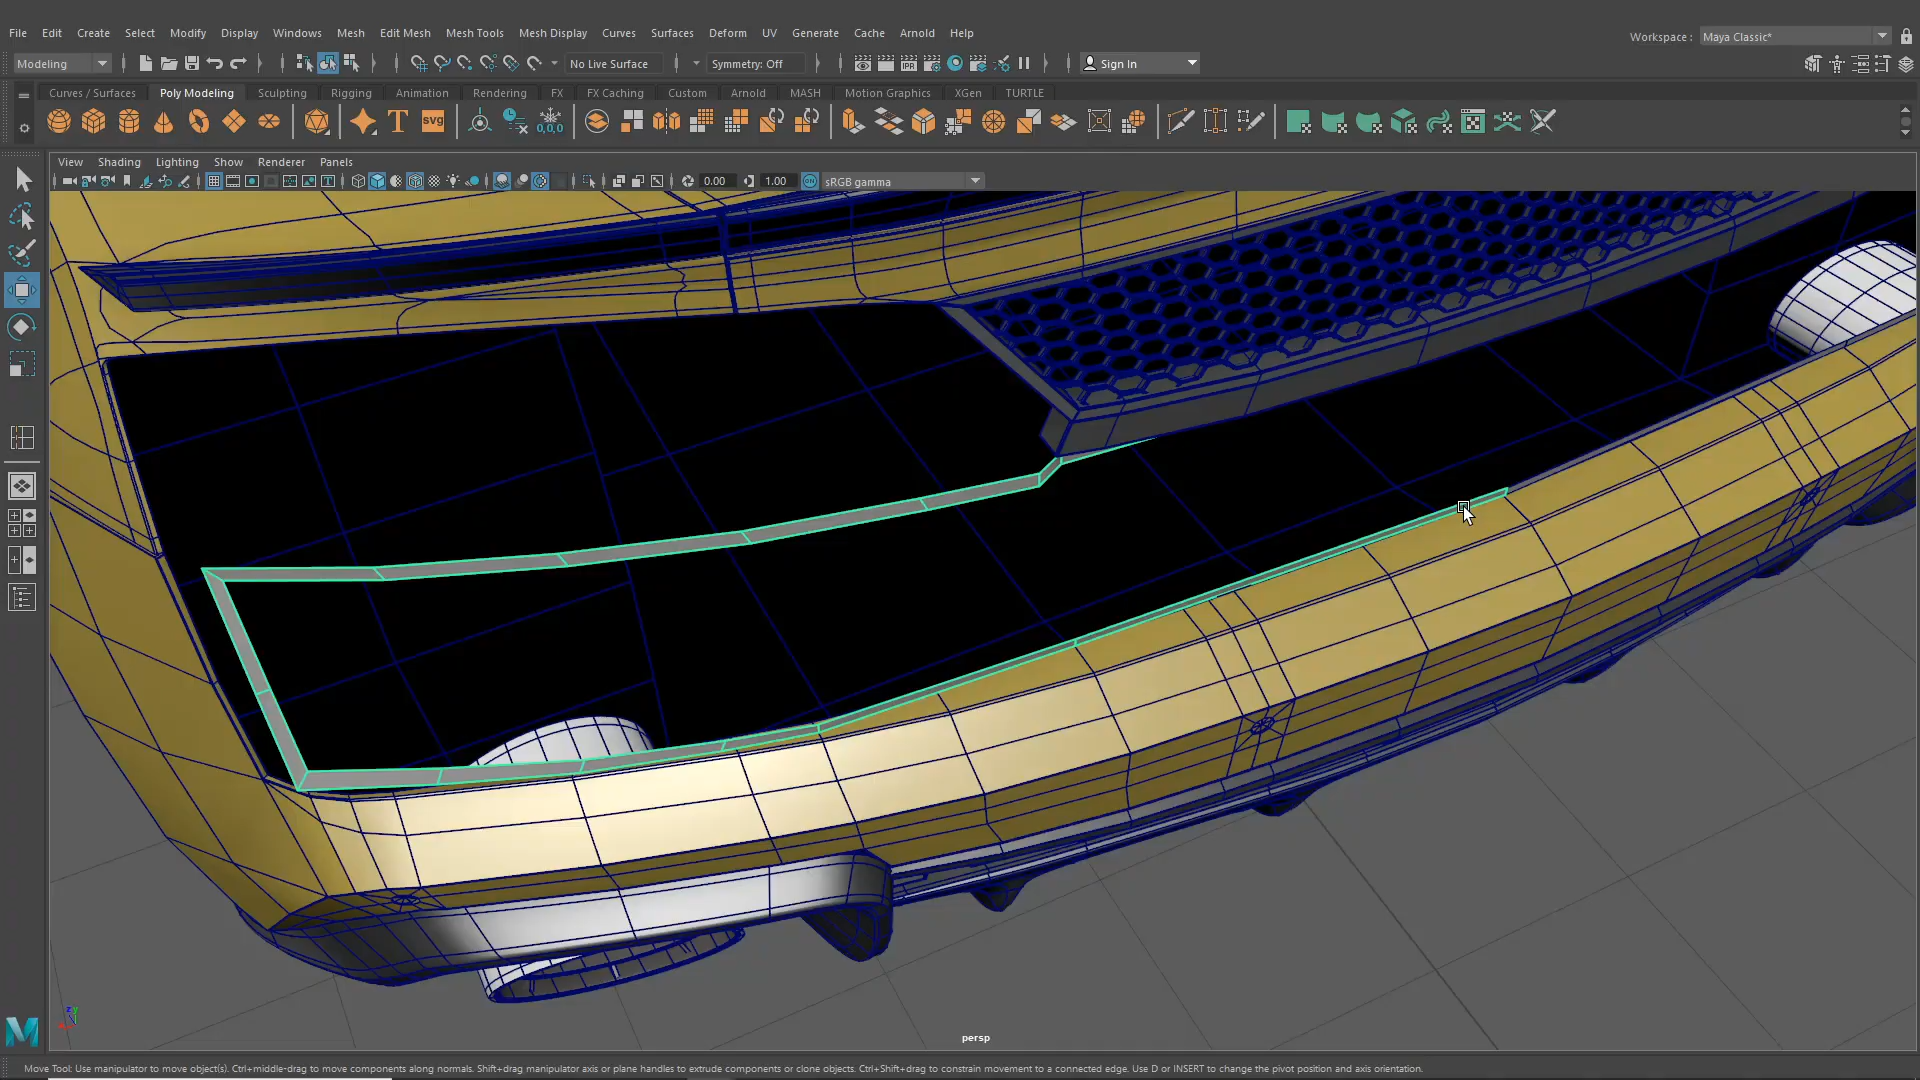 File Edit Create Select Modify Display Windows Mesh Edit Mesh Mesh Tools Mesh Display Curves Surfaces Deform UV Generate Cache Arnold Help
Workspace : Maya Classic*
Modeling No Live Surface Symmetry: Off Sign In
Curves / Surfaces Poly Modeling Sculpting Rigging Animation Rendering FX FX Caching Custom Arnold MASH Motion Graphics XGen TURTLE
T svg 0,0,0
View Shading Lighting Show Renderer Panels
0.00 1.00 ON sRGB gamma
persp
Move Tool: Use manipulator to move object(s). Ctrl+middle-drag to move components along normals. Shift+drag manipulator axis or plane handles to extrude components or clone objects. Ctrl+Shift+drag to constrain movement to a connected edge. Use D or INSERT to change the pivot position and axis orientation.